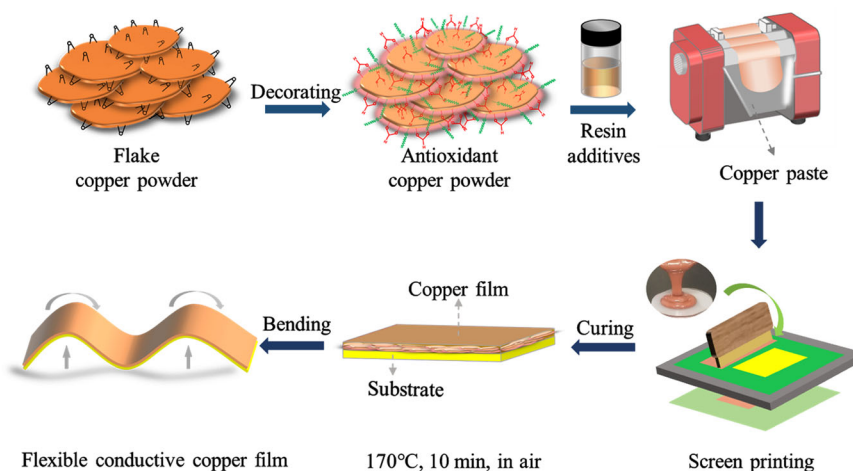 Decorating
Flake
copper powder
Antioxidant
copper powder
Resin
additives
Copper paste
Copper film
Bending
Curing
Substrate
Flexible conductive copper film
170℃, 10 min, in air
Screen printing